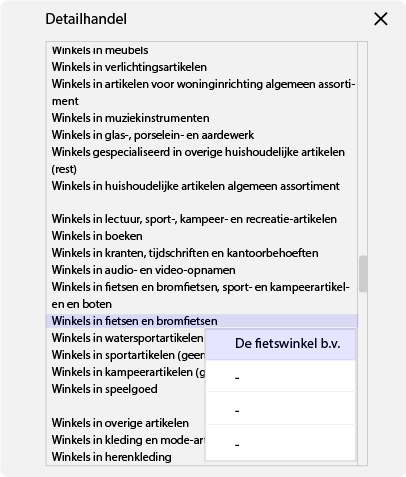 Detailhandel
Winkels in meubels
Winkels in verlichtingsartikelen
Winkels in artikelen voor woninginrichting algemeen assorti-
ment
Winkels in muziekinstrumenten
Winkels in glas-, porselein- en aardewerk
Winkels gespecialiseerd in overige huishoudelijke artikelen
(rest)
Winkels in huishoudelijke artikelen algemeen assortiment
Winkels in lectuur, sport-, kampeer- en recreatie-artikelen
Winkels in boeken
Winkels in kranten, tijdschriften en kantoorbehoeften
Winkels in audio- en video-opnamen
Winkels in fietsen en bromfietsen, sport- en kampeerartikel-
en en boten
Winkels in fietsen en bromfietsen
Winkels in watersportartikelen
Winkels in sportartikelen (geen
Winkels in kampeerartikelen (g
Winkels in speelgoed
Winkels in overige artikelen
Winkels in kleding en mode-art
Winkels in herenkleding
De fietswinkel b.v.
-
-
-